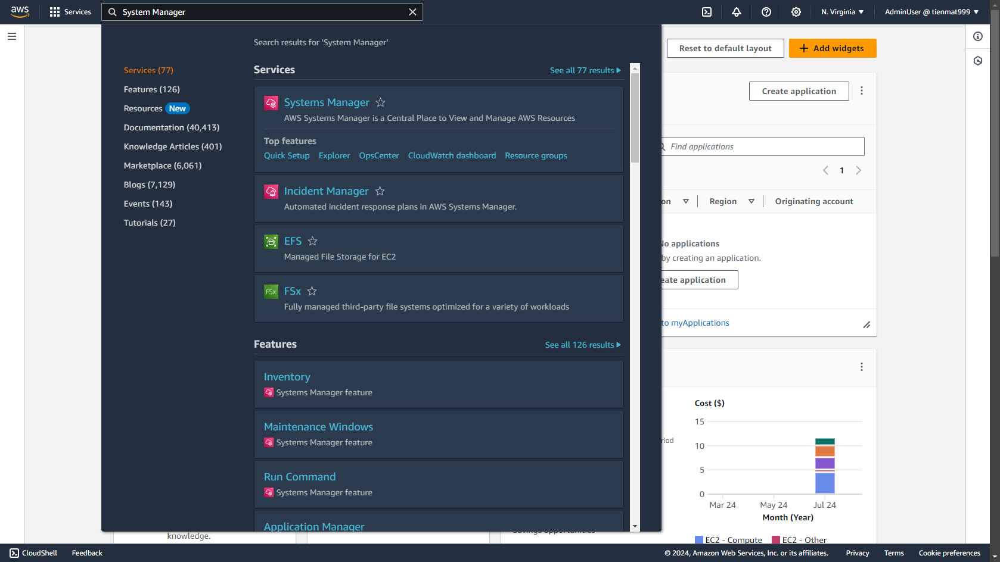 aws
Services
System Manager
N. Virginia
AdminUser @ tienmat999
Search results for 'System Manager'
Services (77)
Features (126)
Resources New
Documentation (40,413)
Knowledge Articles (401)
Marketplace (6,061)
Blogs (7,129)
Events (143)
Tutorials (27)
Services
See all 77 results
Systems Manager
AWS Systems Manager is a Central Place to View and Manage AWS Resources
Top features
Quick Setup Explorer OpsCenter CloudWatch dashboard Resource groups
Incident Manager
Automated incident response plans in AWS Systems Manager.
EFS
Managed File Storage for EC2
FSx
FSx
Fully managed third-party file systems optimized for a variety of workloads
Features
See all 126 results
Inventory
Systems Manager feature
Maintenance Windows
Systems Manager feature
Run Command
Systems Manager feature
Application Manager
Reset to default layout
Add widgets
Create application
Find applications
1
on Region Originating account
No applications
by creating an application.
eate application
to myApplications
riod
Cost ($)
15
10
5
0
Mar 24 May 24 Jul 24
Month (Year)
EC2 - Compute EC2 - Other
knowledge.
Savings opportunities
CloudShell Feedback
© 2024, Amazon Web Services, Inc. or its affiliates. Privacy Terms Cookie preferences